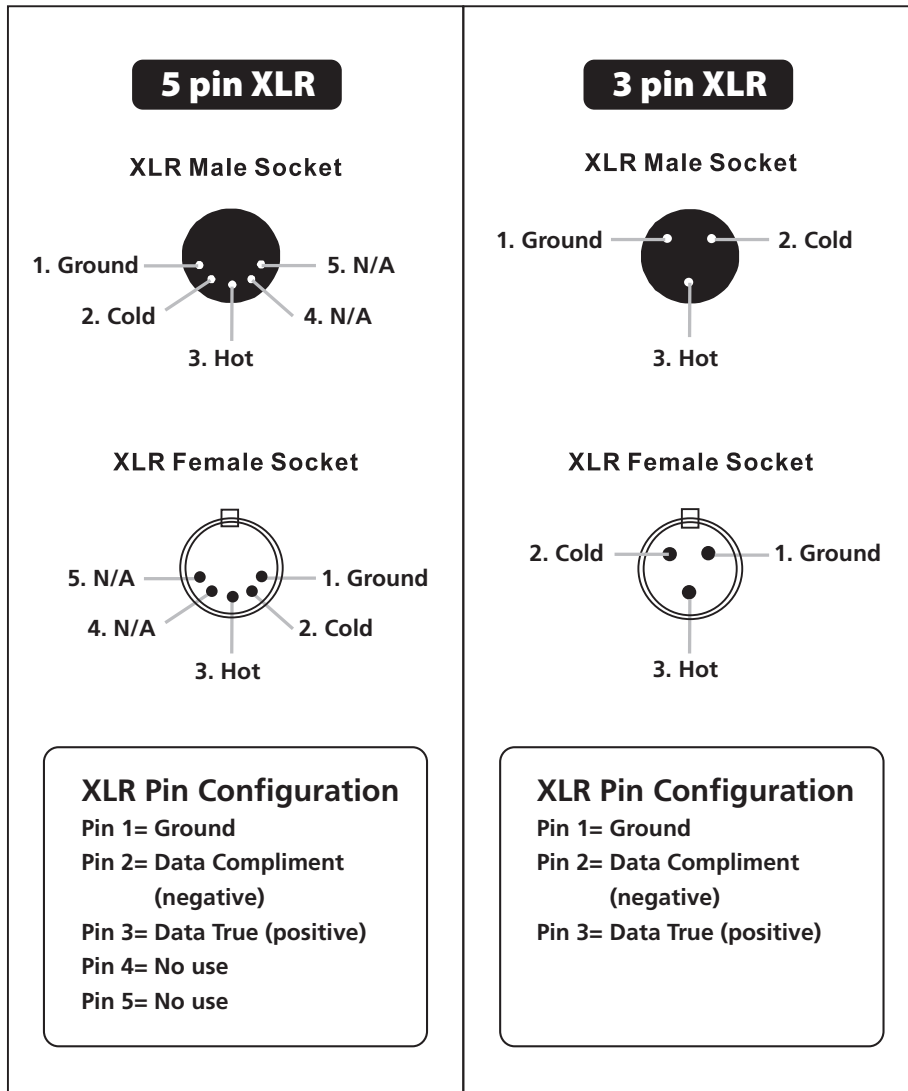 5 pin XLR
XLR Male Socket
1. Ground
5. N/A
2. Cold
4. N/A
3. Hot
XLR Female Socket
5. N/A
1. Ground
4. N/A
2. Cold
3. Hot
XLR Pin Configuration
Pin 1= Ground
Pin 2= Data Compliment
(negative)
Pin 3= Data True (positive)
Pin 4= No use
Pin 5= No use
3 pin XLR
XLR Male Socket
1. Ground
2. Cold
3. Hot
XLR Female Socket
2. Cold
1. Ground
3. Hot
XLR Pin Configuration
Pin 1= Ground
Pin 2= Data Compliment
(negative)
Pin 3= Data True (positive)